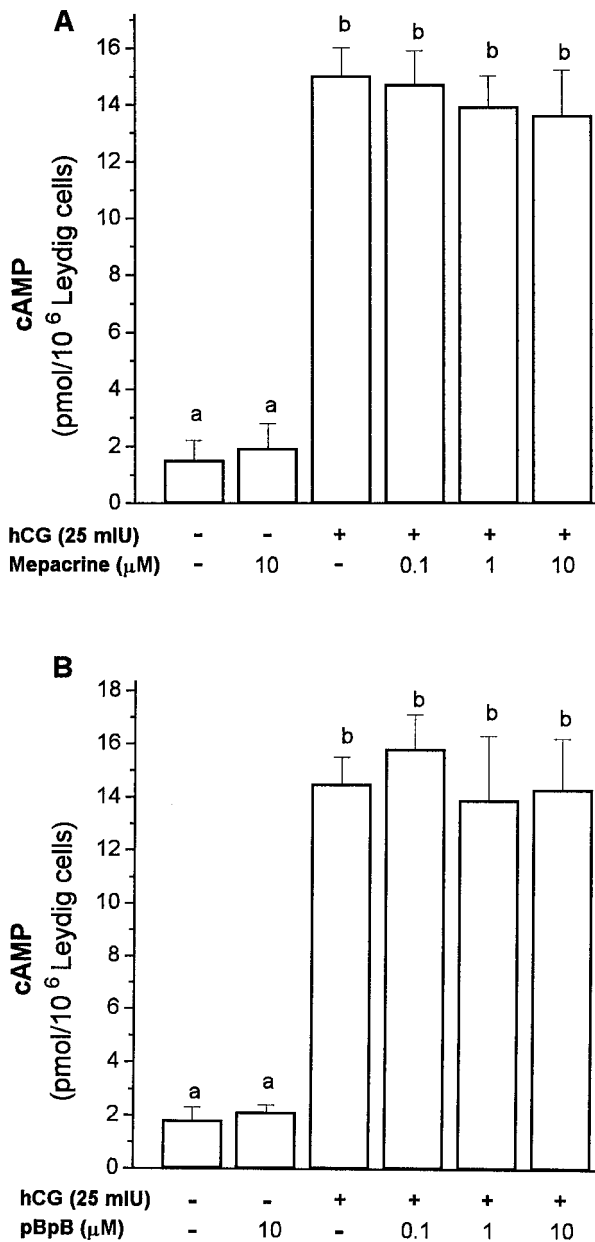 A
cAMP
(pmol/10 6 Leydig cells)
16
14
12
10
8
6
4
2
0
a
a
b
b
b
b
hCG (25 mIU) - - + + + +
Mepacrine (μM) - 10 - 0.1 1 10
B
cAMP
(pmol/10 6 Leydig cells)
18
16
14
12
10
8
6
4
2
0
a
a
b
b
b
b
hCG (25 mIU) - - + + + +
pBpB (μM) - 10 - 0.1 1 10